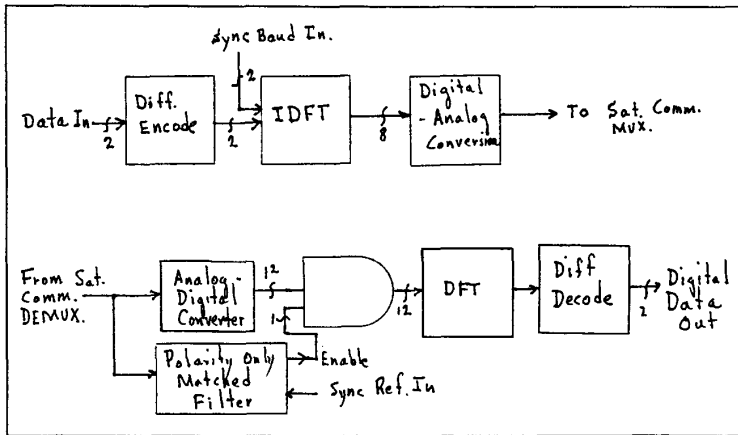 Sync Baud In.
2
Data In
2
Diff.
Encode
2
IDFT
8
Digital
- Analog
Conversion
To Sat. Comm.
MUX.
From Sat.
Comm.
DEMUX.
Analog -
Digital
Converter
12
1
12
DFT
Diff
Decode
2
Digital
Data
Out
Polarity Only
Matched
Filter
Enable
Sync Ref. In